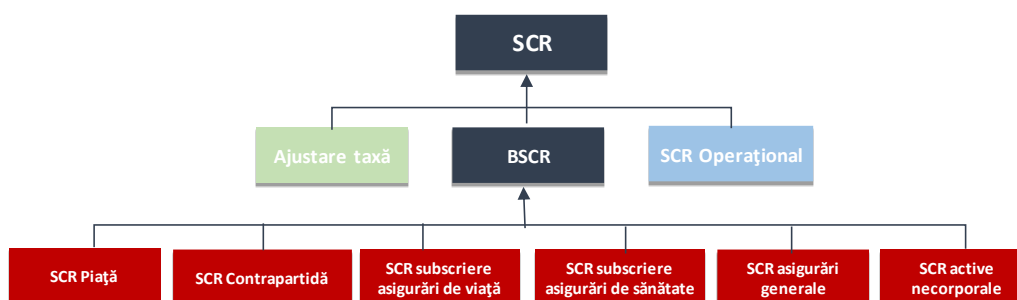 SCR
Ajustare taxă
BSCR
SCR Operaţional
SCR Piaţă
SCR Contrapartidă
SCR subscriere
asigurări de viaţă
SCR subscriere
asigurări de sănătate
SCR asigurări
generale
SCR active
necorporale